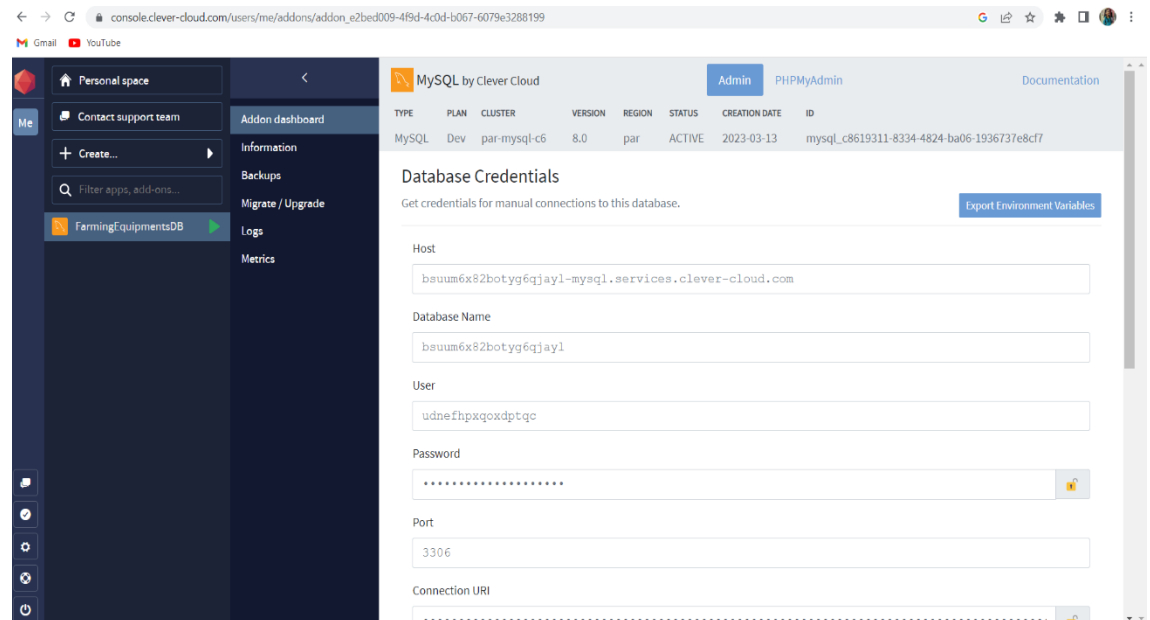 console.clever-cloud.com/users/me/addons/addon_e2bed009-4f9d-4c0d-b067-6079e3288199
Gmail YouTube
Me
Personal space
Contact support team
Create...
Filter apps, add-ons...
FarmingEquipmentsDB
Addon dashboard
Information
Backups
Migrate / Upgrade
Logs
Metrics
MySQL by Clever Cloud Admin PHPMyAdmin Documentation
TYPE PLAN CLUSTER VERSION REGION STATUS CREATION DATE ID
MySQL Dev par-mysql-c6 8.0 par ACTIVE 2023-03-13 mysql_c8619311-8334-4824-ba06-1936737e8cf7
Database Credentials
Get credentials for manual connections to this database. Export Environment Variables
Host
bsuum6x82botyg6qjayl-mysql.services.clever-cloud.com
Database Name
bsuum6x82botyg6qjayl
User
udnefhpxqoxdptqc
Password
••••••••••••••••••••
Port
3306
Connection URI